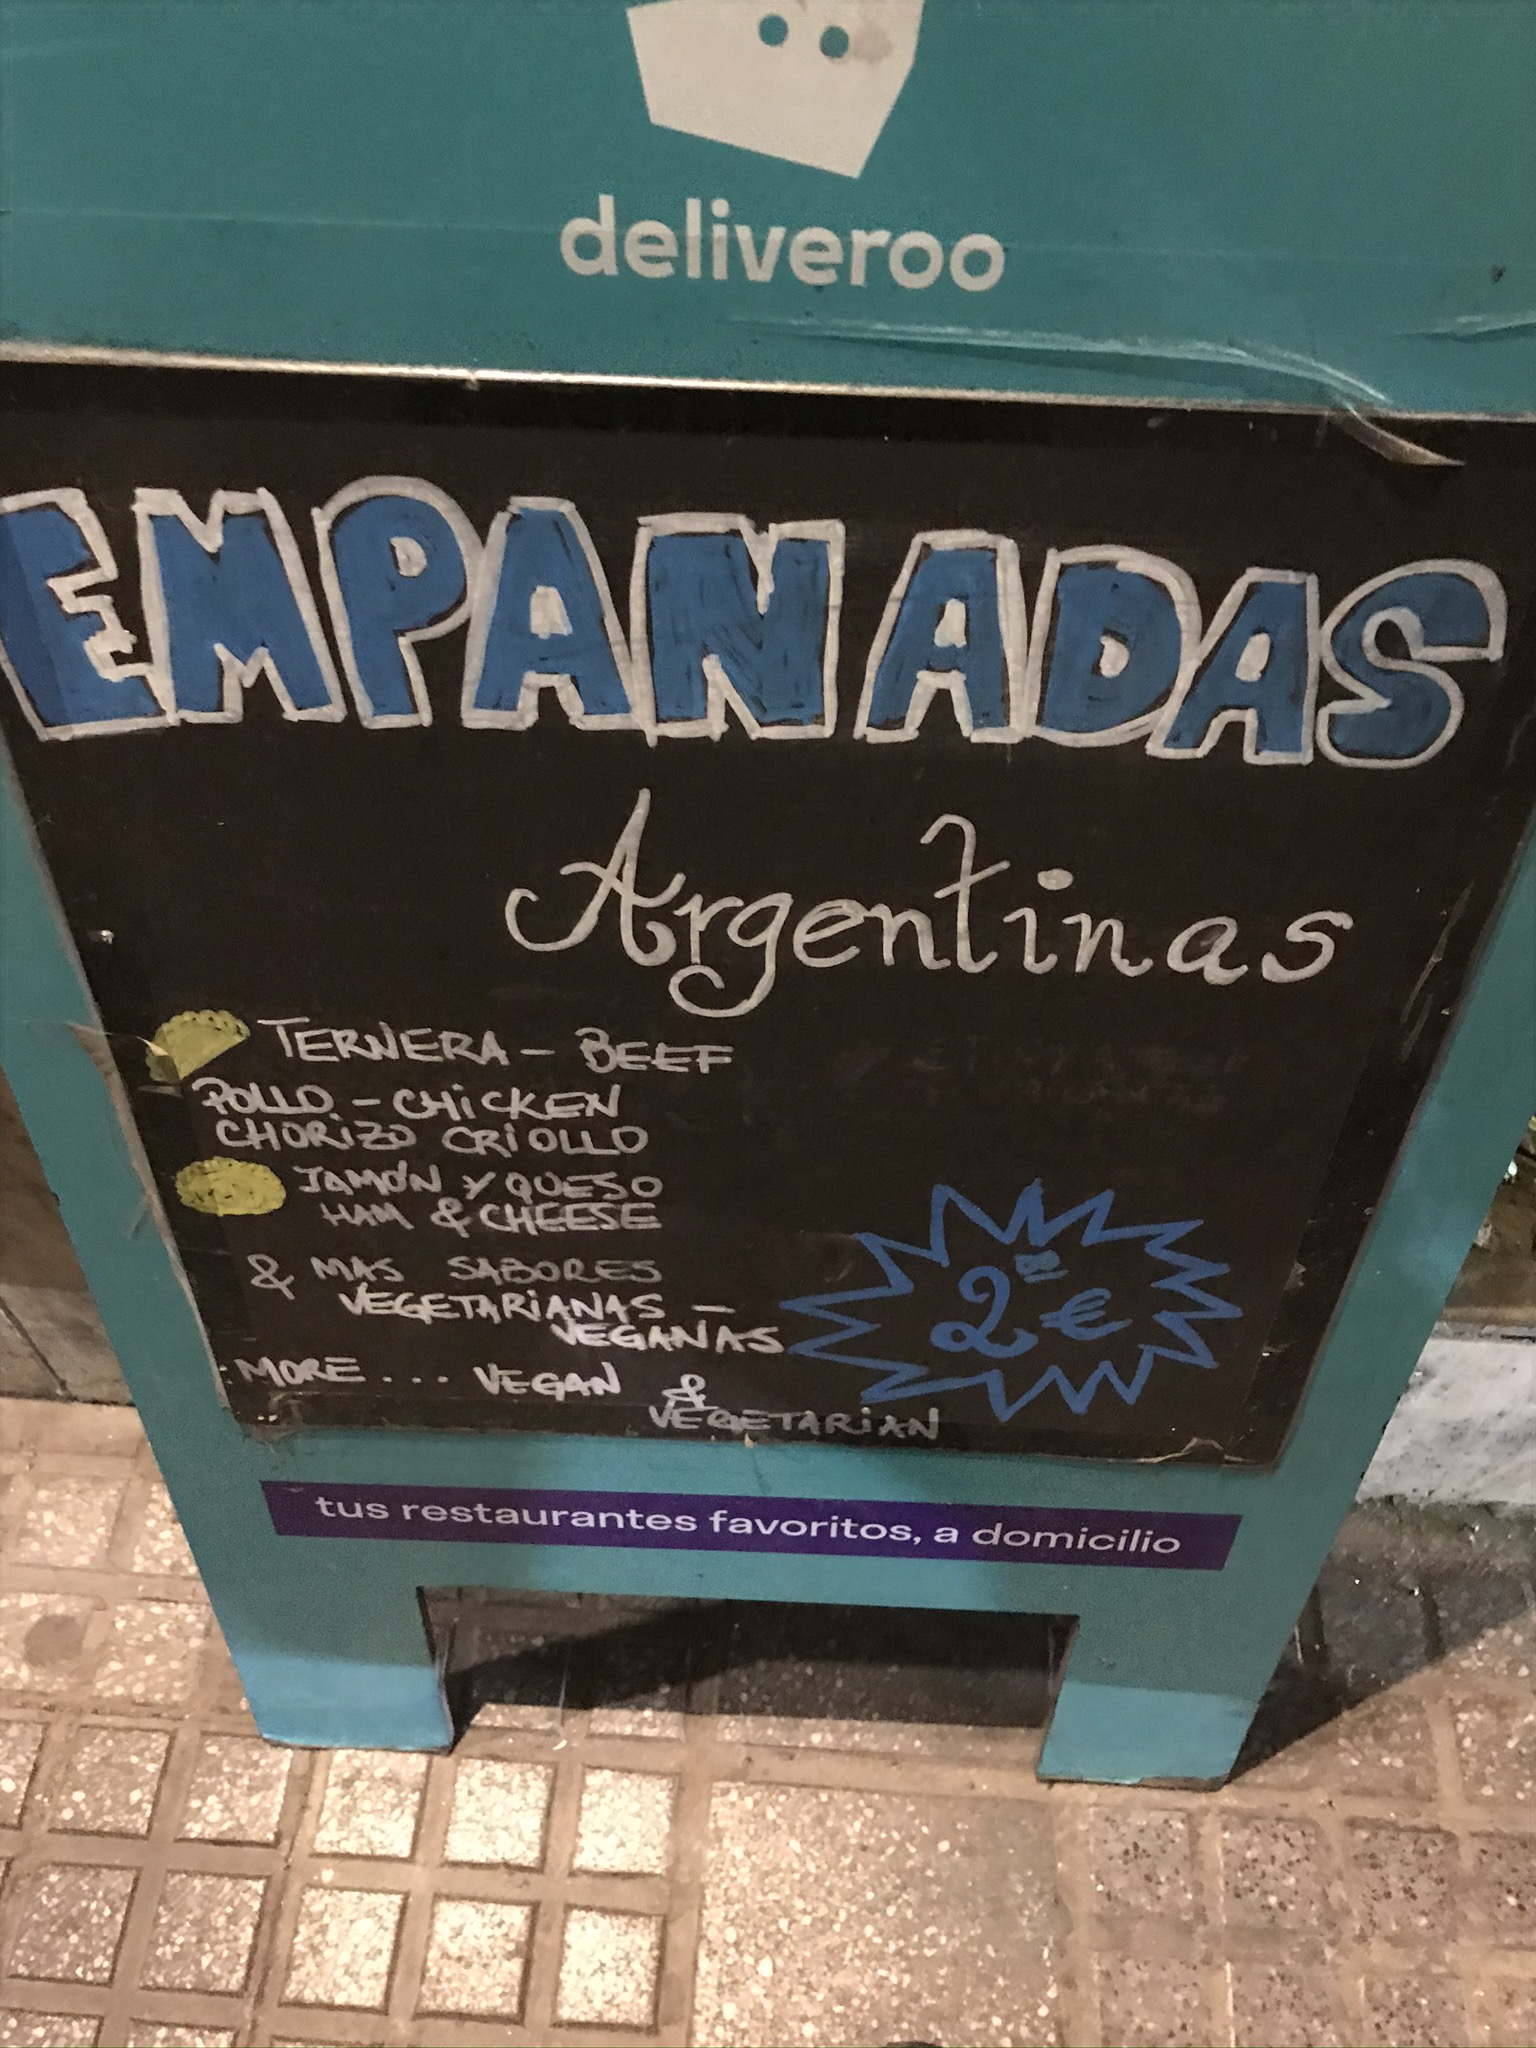 deliveroo
EMPANADAS
Argentinas
TERNERA - BEEF
POLLO - CHICKEN
CHORIZO CRIOLLO
JAMÓN Y QUESO
HAM & CHEESE
& MAS SABORES
VEGETARIANAS -
VEGANAS
2 €
MORE... VEGAN &
VEGETARIAN
tus restaurantes favoritos, a domicilio